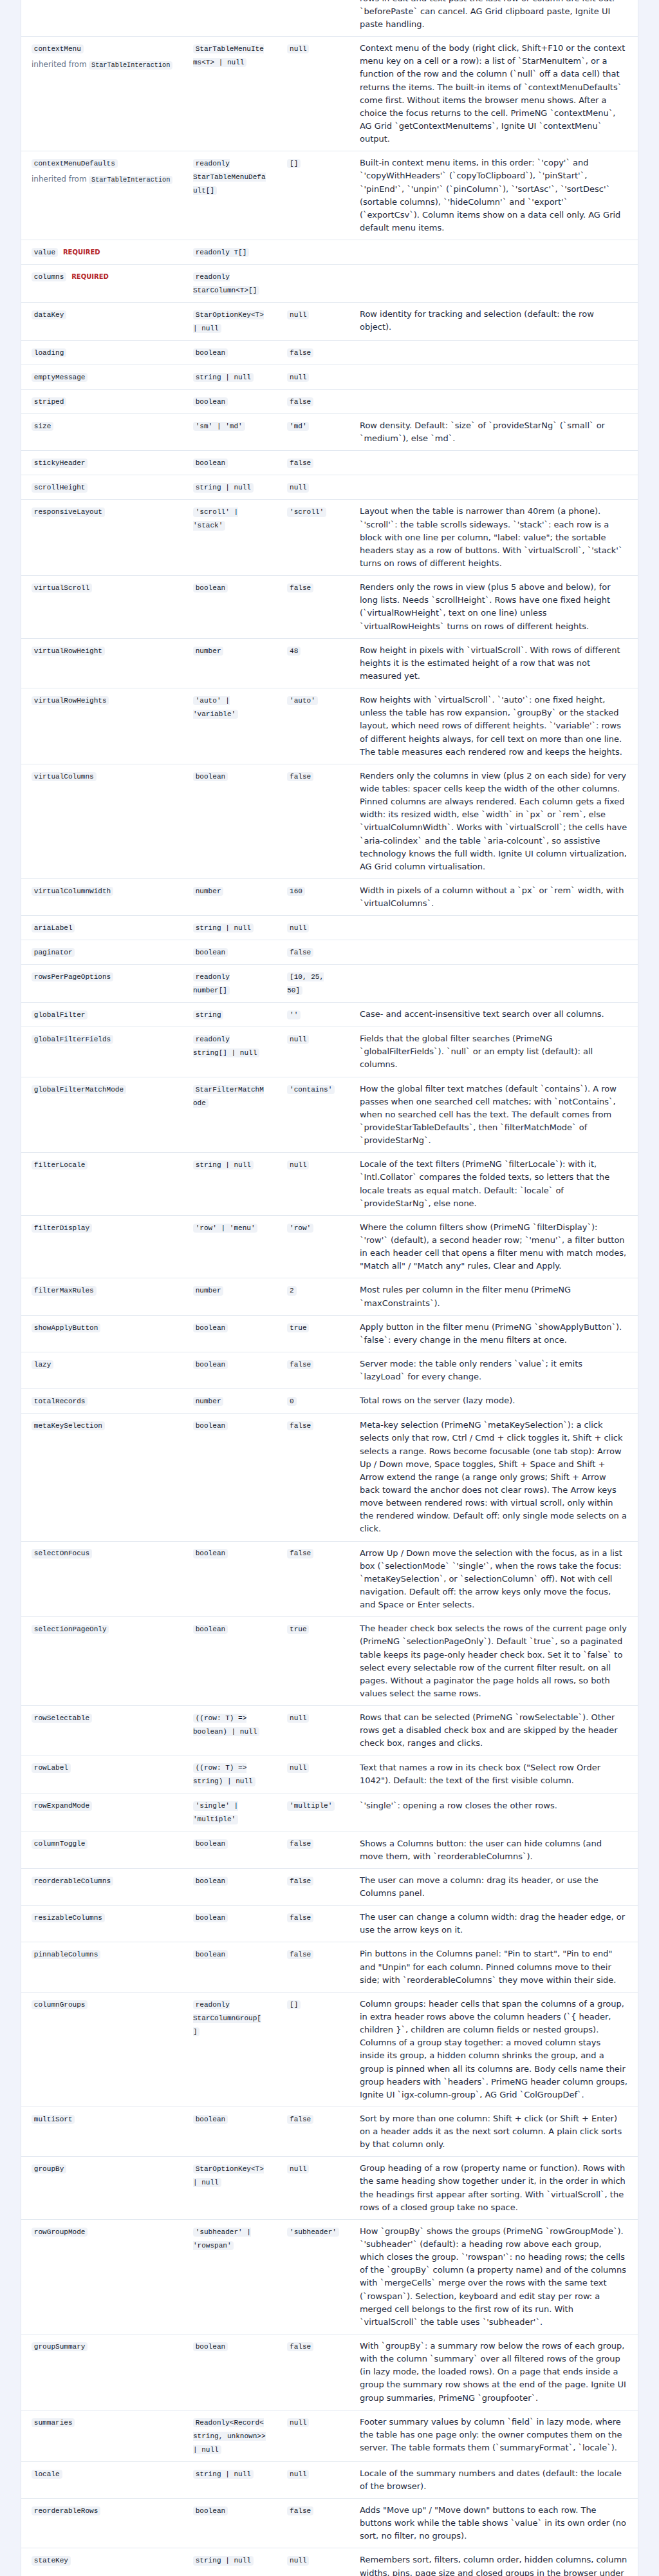 `beforePaste` can cancel. AG Grid clipboard paste, Ignite UI
paste handling.
contextMenu
inherited from StarTableInteraction
StarTableMenuIte
ms<T> | null
null
Context menu of the body (right click, Shift+F10 or the context
menu key on a cell or a row): a list of `StarMenuItem`, or a
function of the row and the column (`null` off a data cell) that
returns the items. The built-in items of `contextMenuDefaults`
come first. Without items the browser menu shows. After a
choice the focus returns to the cell. PrimeNG `contextMenu`,
AG Grid `getContextMenuItems`, Ignite UI `contextMenu`
output.
contextMenuDefaults
inherited from StarTableInteraction
readonly
StarTableMenuDefa
ult[]
[]
Built-in context menu items, in this order: `'copy'` and
`'copyWithHeaders'` (`copyToClipboard`), `'pinStart'`,
`'pinEnd'`, `'unpin'` (`pinColumn`), `'sortAsc'`, `'sortDesc'`
(sortable columns), `'hideColumn'` and `'export'`
(`exportCsv`). Column items show on a data cell only. AG Grid
default menu items.
value REQUIRED
readonly T[]
columns REQUIRED
readonly
StarColumn<T>[]
dataKey
StarOptionKey<T>
| null
null
Row identity for tracking and selection (default: the row
object).
loading
boolean
false
emptyMessage
string | null
null
striped
boolean
false
size
'sm' | 'md'
'md'
Row density. Default: `size` of `provideStarNg` (`small` or
`medium`), else `md`.
stickyHeader
boolean
false
scrollHeight
string | null
null
responsiveLayout
'scroll' |
'stack'
'scroll'
Layout when the table is narrower than 40rem (a phone).
`'scroll'`: the table scrolls sideways. `'stack'`: each row is a
block with one line per column, "label: value"; the sortable
headers stay as a row of buttons. With `virtualScroll`, `'stack'`
turns on rows of different heights.
virtualScroll
boolean
false
Renders only the rows in view (plus 5 above and below), for
long lists. Needs `scrollHeight`. Rows have one fixed height
(`virtualRowHeight`, text on one line) unless
`virtualRowHeights` turns on rows of different heights.
virtualRowHeight
number
48
Row height in pixels with `virtualScroll`. With rows of different
heights it is the estimated height of a row that was not
measured yet.
virtualRowHeights
'auto' |
'variable'
'auto'
Row heights with `virtualScroll`. `'auto'`: one fixed height,
unless the table has row expansion, `groupBy` or the stacked
layout, which need rows of different heights. `'variable'`: rows
of different heights always, for cell text on more than one line.
The table measures each rendered row and keeps the heights.
virtualColumns
boolean
false
Renders only the columns in view (plus 2 on each side) for very
wide tables: spacer cells keep the width of the other columns.
Pinned columns are always rendered. Each column gets a fixed
width: its resized width, else `width` in `px` or `rem`, else
`virtualColumnWidth`. Works with `virtualScroll`; the cells have
`aria-colindex` and the table `aria-colcount`, so assistive
technology knows the full width. Ignite UI column virtualization,
AG Grid column virtualisation.
virtualColumnWidth
number
160
Width in pixels of a column without a `px` or `rem` width, with
`virtualColumns`.
ariaLabel
string | null
null
paginator
boolean
false
rowsPerPageOptions
readonly
number[]
[10, 25,
50]
globalFilter
string
''
Case- and accent-insensitive text search over all columns.
globalFilterFields
readonly
string[] | null
null
Fields that the global filter searches (PrimeNG
`globalFilterFields`). `null` or an empty list (default): all
columns.
globalFilterMatchMode
StarFilterMatchM
ode
'contains'
How the global filter text matches (default `contains`). A row
passes when one searched cell matches; with `notContains`,
when no searched cell has the text. The default comes from
`provideStarTableDefaults`, then `filterMatchMode` of
`provideStarNg`.
filterLocale
string | null
null
Locale of the text filters (PrimeNG `filterLocale`): with it,
`Intl.Collator` compares the folded texts, so letters that the
locale treats as equal match. Default: `locale` of
`provideStarNg`, else none.
filterDisplay
'row' | 'menu'
'row'
Where the column filters show (PrimeNG `filterDisplay`):
`'row'` (default), a second header row; `'menu'`, a filter button
in each header cell that opens a filter menu with match modes,
"Match all" / "Match any" rules, Clear and Apply.
filterMaxRules
number
2
Most rules per column in the filter menu (PrimeNG
`maxConstraints`).
showApplyButton
boolean
true
Apply button in the filter menu (PrimeNG `showApplyButton`).
`false`: every change in the menu filters at once.
lazy
boolean
false
Server mode: the table only renders `value`; it emits
`lazyLoad` for every change.
totalRecords
number
0
Total rows on the server (lazy mode).
metaKeySelection
boolean
false
Meta-key selection (PrimeNG `metaKeySelection`): a click
selects only that row, Ctrl / Cmd + click toggles it, Shift + click
selects a range. Rows become focusable (one tab stop): Arrow
Up / Down move, Space toggles, Shift + Space and Shift +
Arrow extend the range (a range only grows; Shift + Arrow
back toward the anchor does not clear rows). The Arrow keys
move between rendered rows: with virtual scroll, only within
the rendered window. Default off: only single mode selects on a
click.
selectOnFocus
boolean
false
Arrow Up / Down move the selection with the focus, as in a list
box (`selectionMode` `'single'`, when the rows take the focus:
`metaKeySelection`, or `selectionColumn` off). Not with cell
navigation. Default off: the arrow keys only move the focus,
and Space or Enter selects.
selectionPageOnly
boolean
true
The header check box selects the rows of the current page only
(PrimeNG `selectionPageOnly`). Default `true`, so a paginated
table keeps its page-only header check box. Set it to `false` to
select every selectable row of the current filter result, on all
pages. Without a paginator the page holds all rows, so both
values select the same rows.
rowSelectable
((row: T) =>
boolean) | null
null
Rows that can be selected (PrimeNG `rowSelectable`). Other
rows get a disabled check box and are skipped by the header
check box, ranges and clicks.
rowLabel
((row: T) =>
string) | null
null
Text that names a row in its check box ("Select row Order
1042"). Default: the text of the first visible column.
rowExpandMode
'single' |
'multiple'
'multiple'
`'single'`: opening a row closes the other rows.
columnToggle
boolean
false
Shows a Columns button: the user can hide columns (and
move them, with `reorderableColumns`).
reorderableColumns
boolean
false
The user can move a column: drag its header, or use the
Columns panel.
resizableColumns
boolean
false
The user can change a column width: drag the header edge, or
use the arrow keys on it.
pinnableColumns
boolean
false
Pin buttons in the Columns panel: "Pin to start", "Pin to end"
and "Unpin" for each column. Pinned columns move to their
side; with `reorderableColumns` they move within their side.
columnGroups
readonly
StarColumnGroup[
]
[]
Column groups: header cells that span the columns of a group,
in extra header rows above the column headers (`{ header,
children }`, children are column fields or nested groups).
Columns of a group stay together: a moved column stays
inside its group, a hidden column shrinks the group, and a
group is pinned when all its columns are. Body cells name their
group headers with `headers`. PrimeNG header column groups,
Ignite UI `igx-column-group`, AG Grid `ColGroupDef`.
multiSort
boolean
false
Sort by more than one column: Shift + click (or Shift + Enter)
on a header adds it as the next sort column. A plain click sorts
by that column only.
groupBy
StarOptionKey<T>
| null
null
Group heading of a row (property name or function). Rows with
the same heading show together under it, in the order in which
the headings first appear after sorting. With `virtualScroll`, the
rows of a closed group take no space.
rowGroupMode
'subheader' |
'rowspan'
'subheader'
How `groupBy` shows the groups (PrimeNG `rowGroupMode`).
`'subheader'` (default): a heading row above each group,
which closes the group. `'rowspan'`: no heading rows; the cells
of the `groupBy` column (a property name) and of the columns
with `mergeCells` merge over the rows with the same text
(`rowspan`). Selection, keyboard and edit stay per row: a
merged cell belongs to the first row of its run. With
`virtualScroll` the table uses `'subheader'`.
groupSummary
boolean
false
With `groupBy`: a summary row below the rows of each group,
with the column `summary` over all filtered rows of the group
(in lazy mode, the loaded rows). On a page that ends inside a
group the summary row shows at the end of the page. Ignite UI
group summaries, PrimeNG `groupfooter`.
summaries
Readonly<Record<
string, unknown>>
| null
null
Footer summary values by column `field` in lazy mode, where
the table has one page only: the owner computes them on the
server. The table formats them (`summaryFormat`, `locale`).
locale
string | null
null
Locale of the summary numbers and dates (default: the locale
of the browser).
reorderableRows
boolean
false
Adds "Move up" / "Move down" buttons to each row. The
buttons work while the table shows `value` in its own order (no
sort, no filter, no groups).
stateKey
string | null
null
Remembers sort, filters, column order, hidden columns, column
widths, pins, page size and closed groups in the browser under